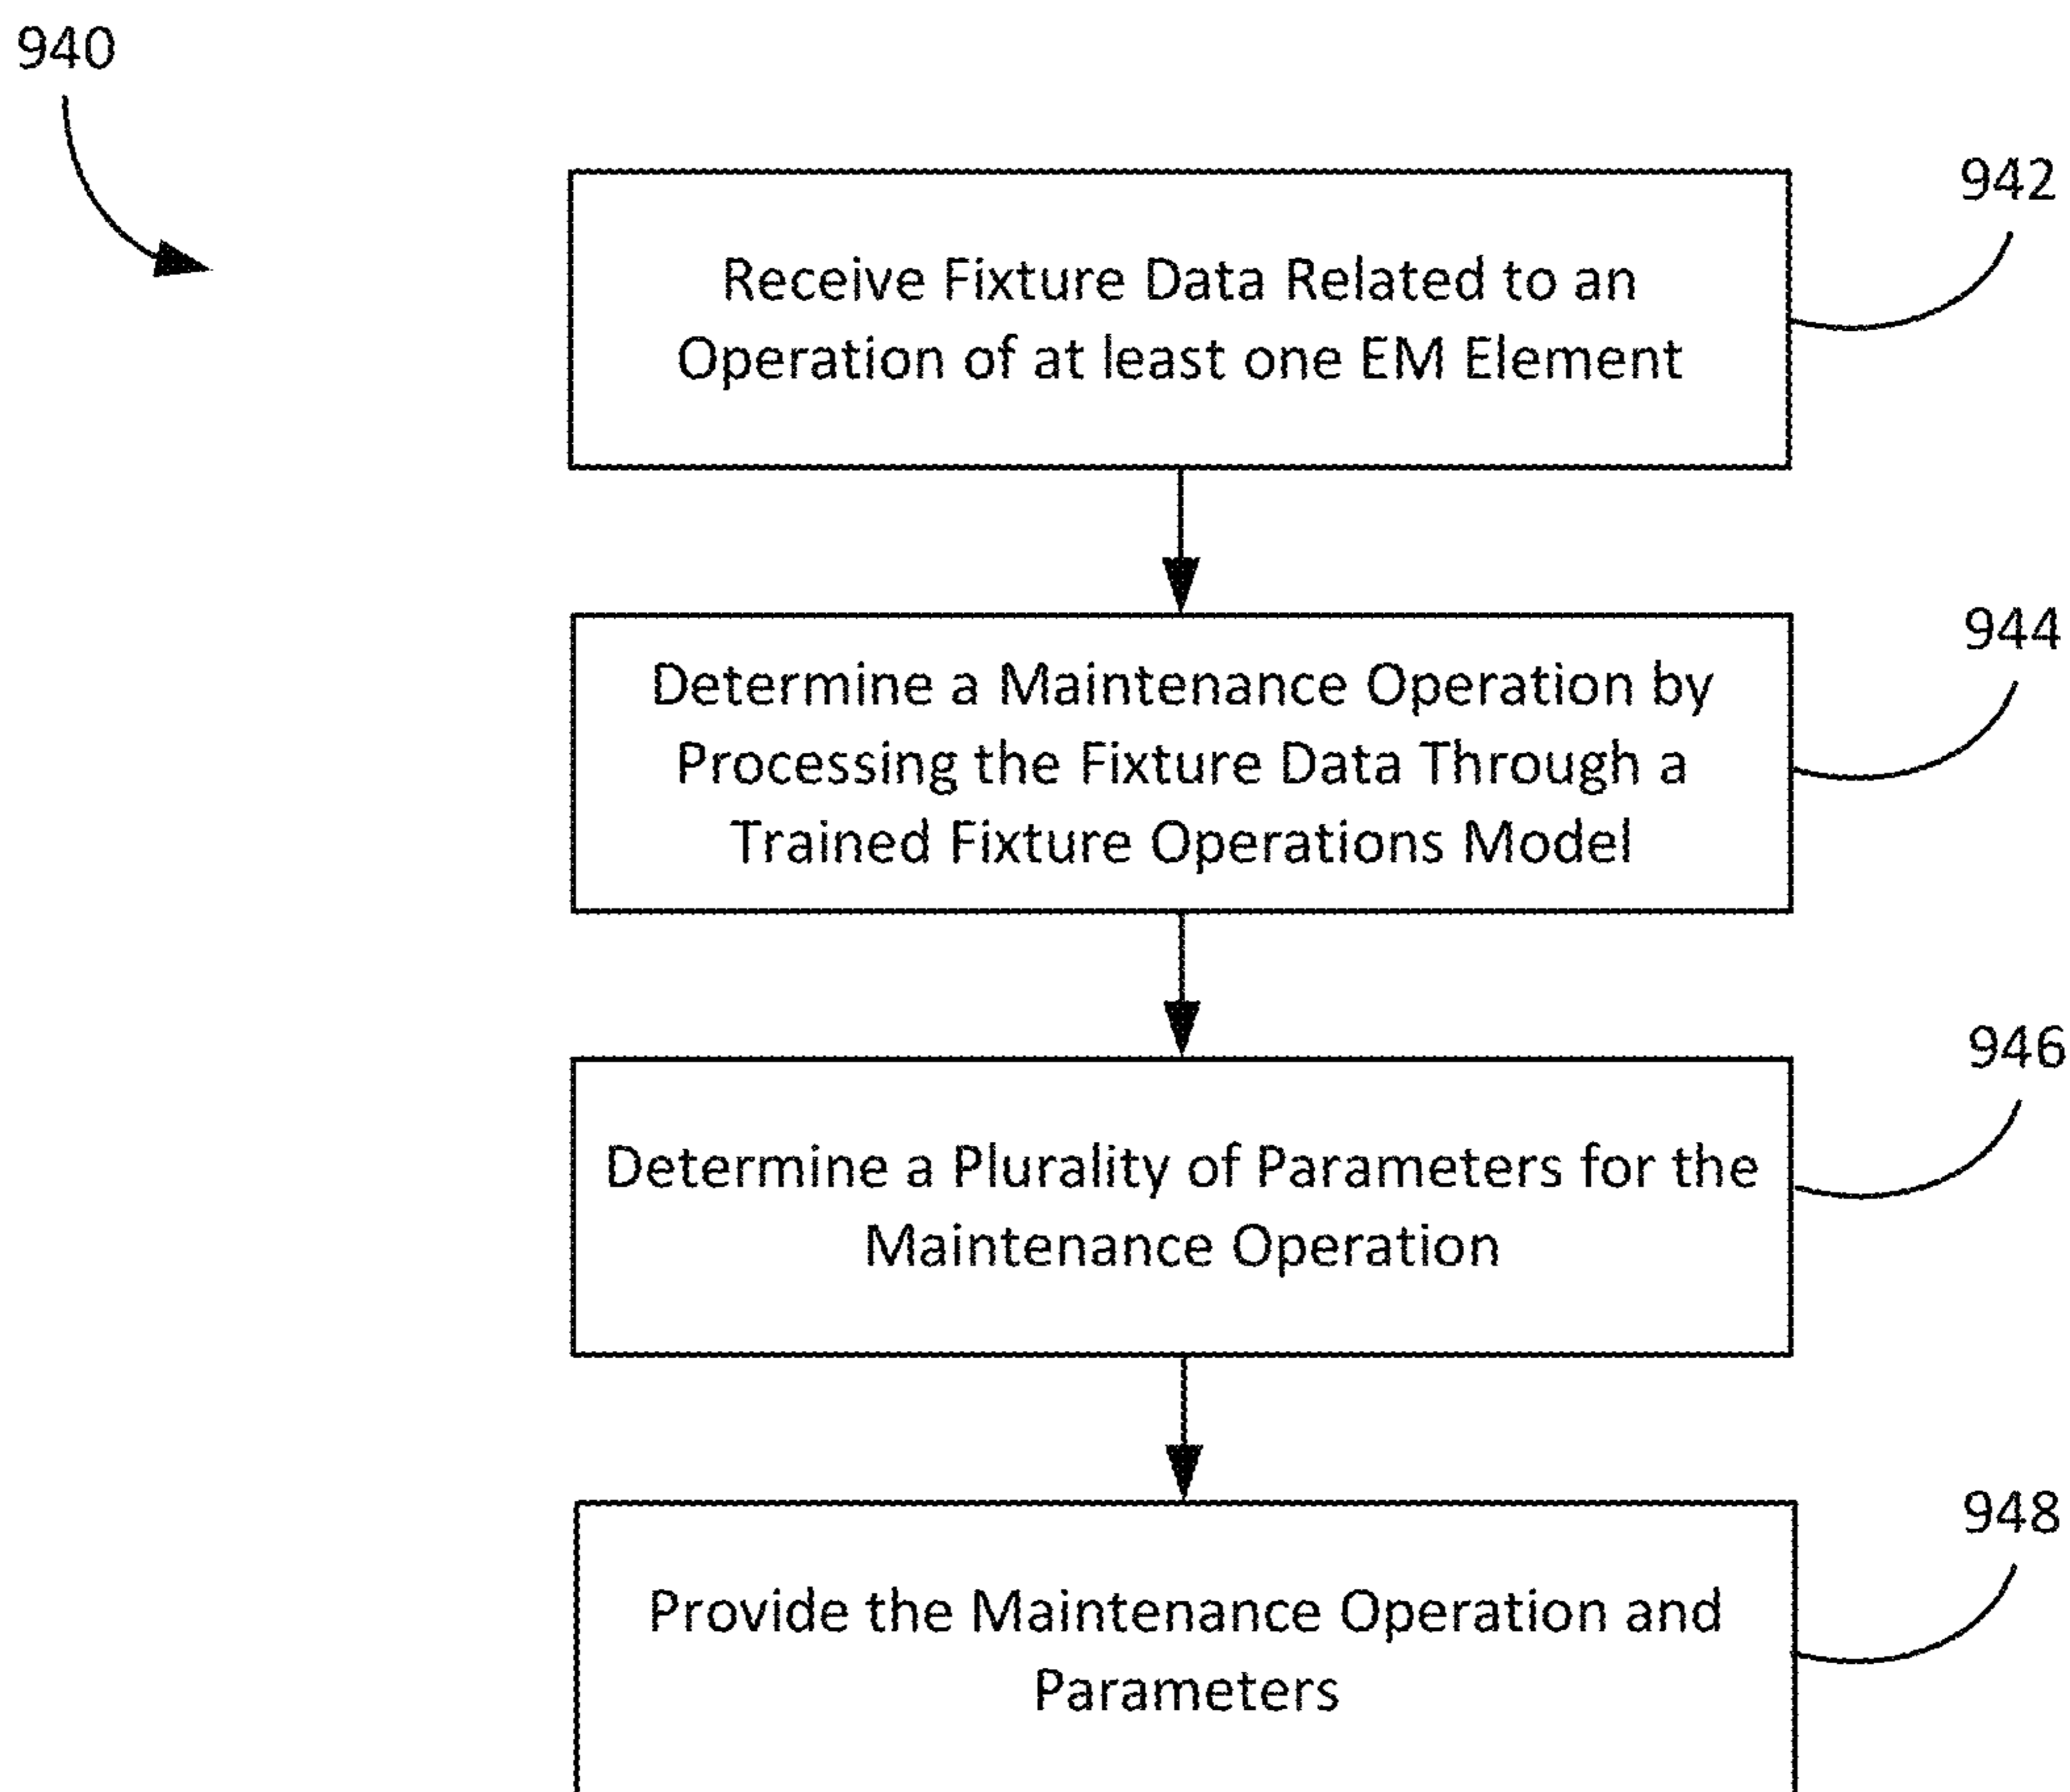 940
942
Receive Fixture Data Related to an
Operation of at least one EM Element
944
Determine a Maintenance Operation by
Processing the Fixture Data Through a
Trained Fixture Operations Model
946
Determine a Plurality of Parameters for the
Maintenance Operation
948
Provide the Maintenance Operation and
Parameters